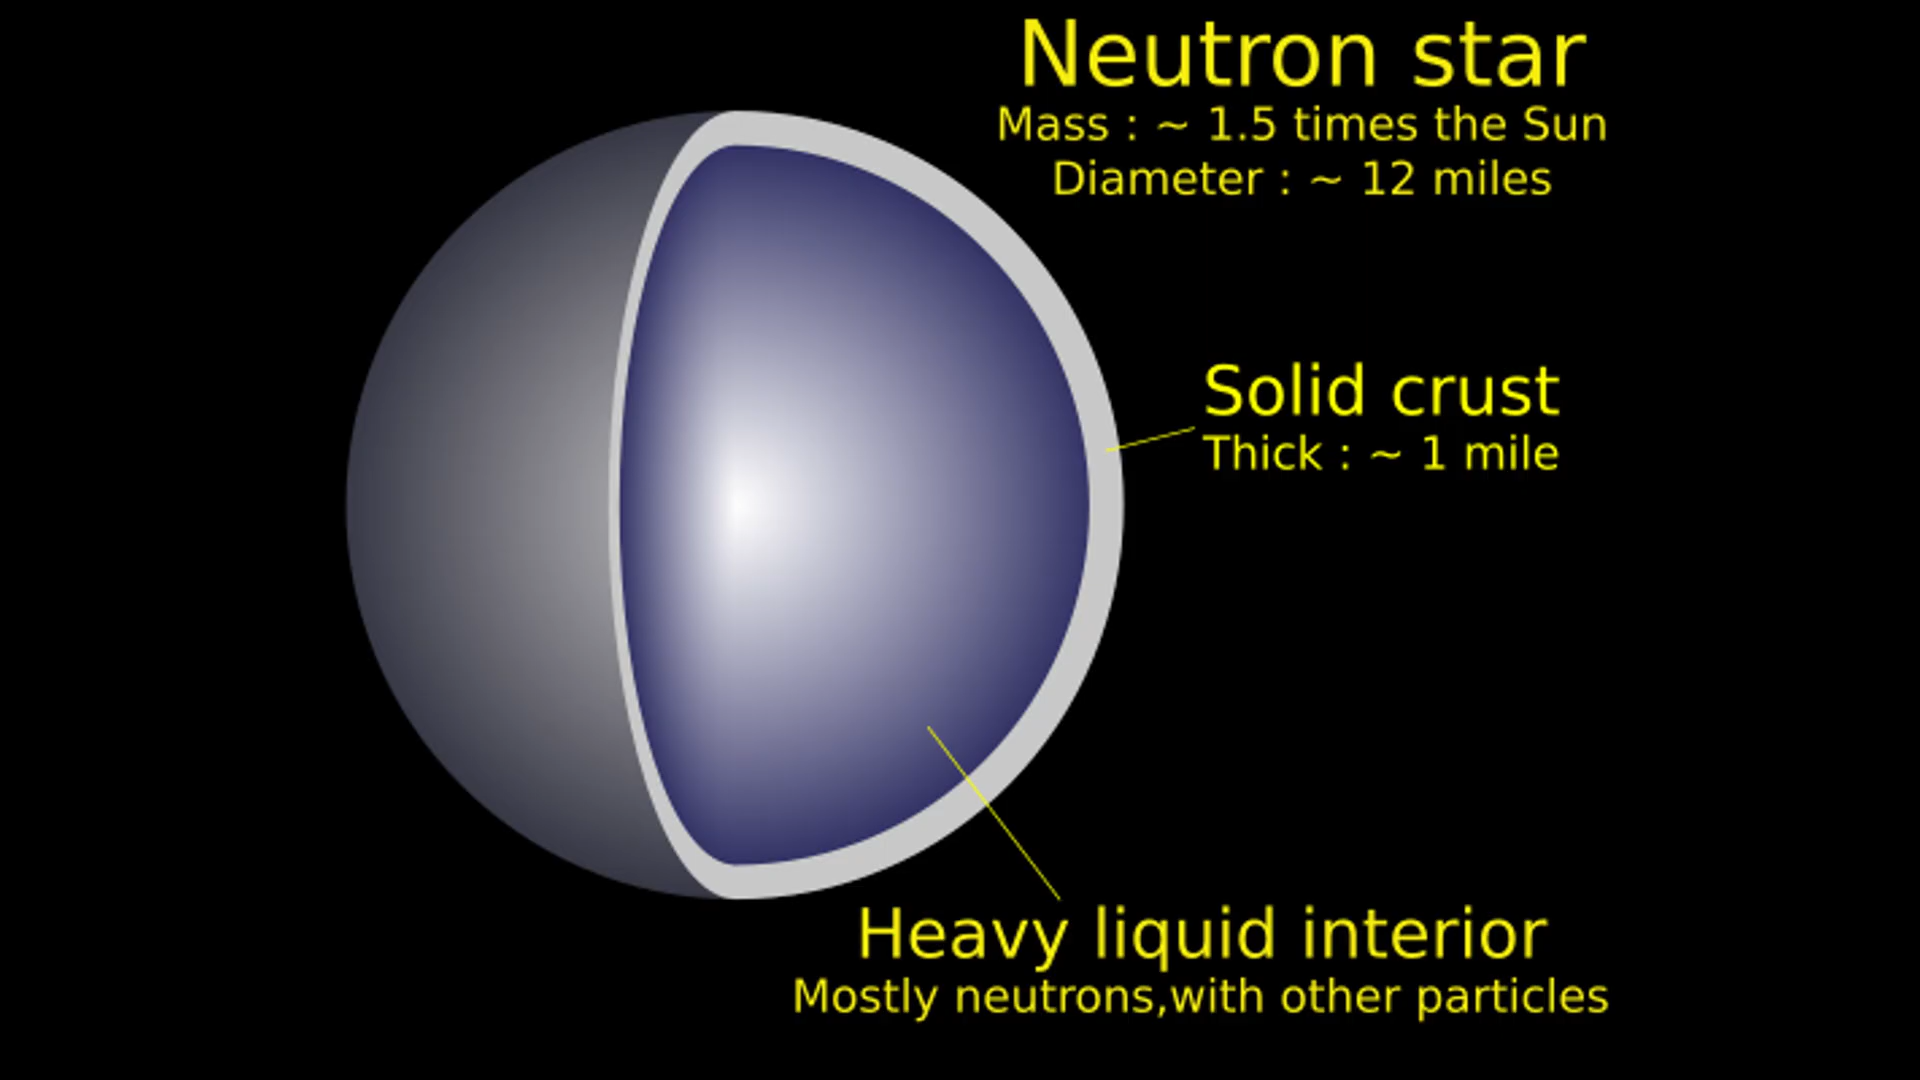 Neutron star
Mass : ~ 1.5 times the Sun
Diameter : ~ 12 miles
Solid crust
Thick : ~ 1 mile
Heavy liquid interior
Mostly neutrons,with other particles